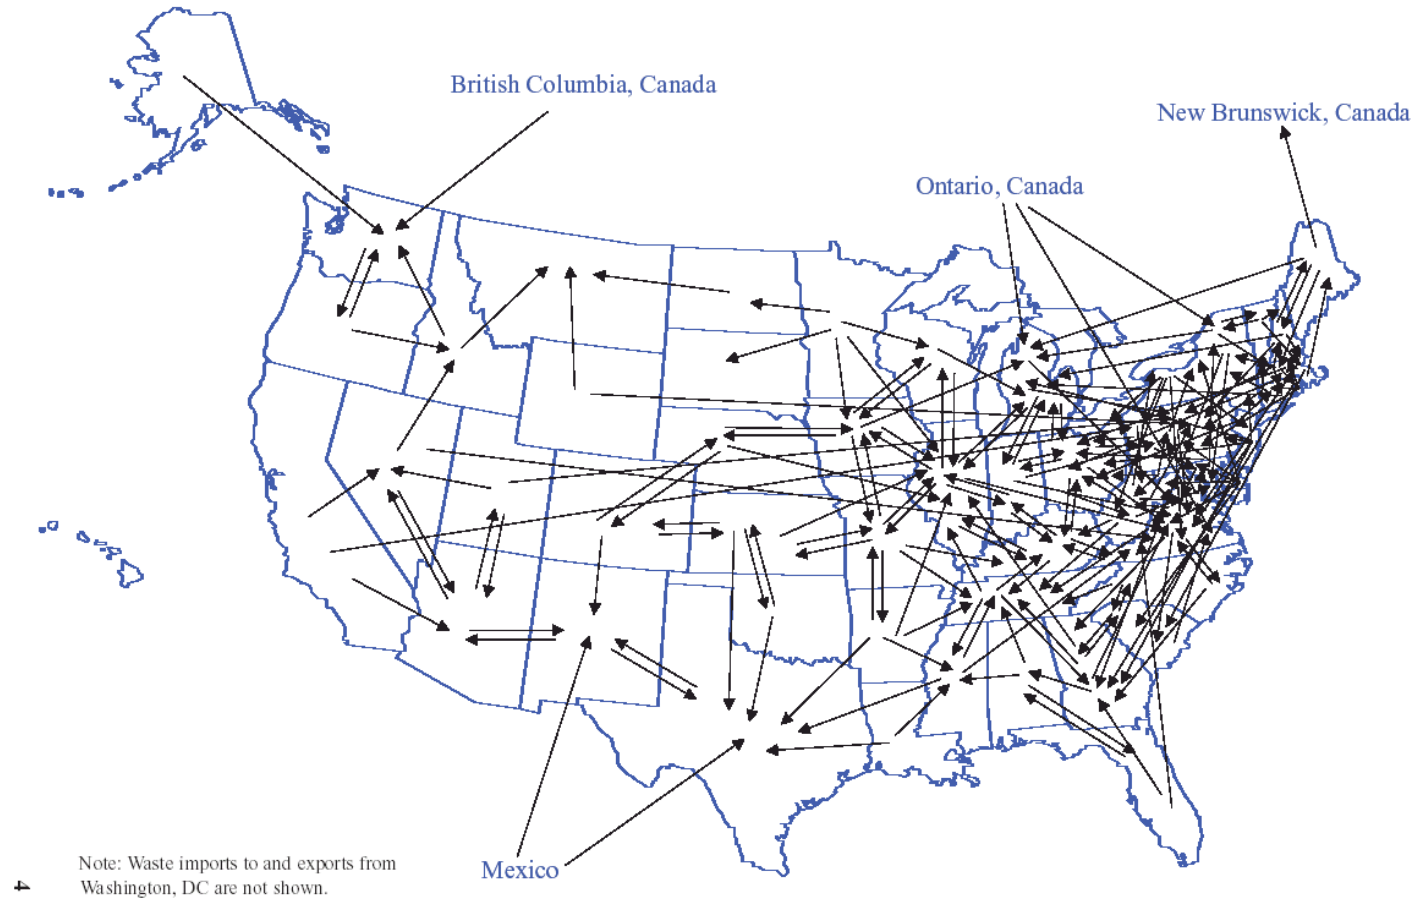 British Columbia, Canada
New Brunswick, Canada
Ontario, Canada
Mexico
Note: Waste imports to and exports from
Washington, DC are not shown.
4